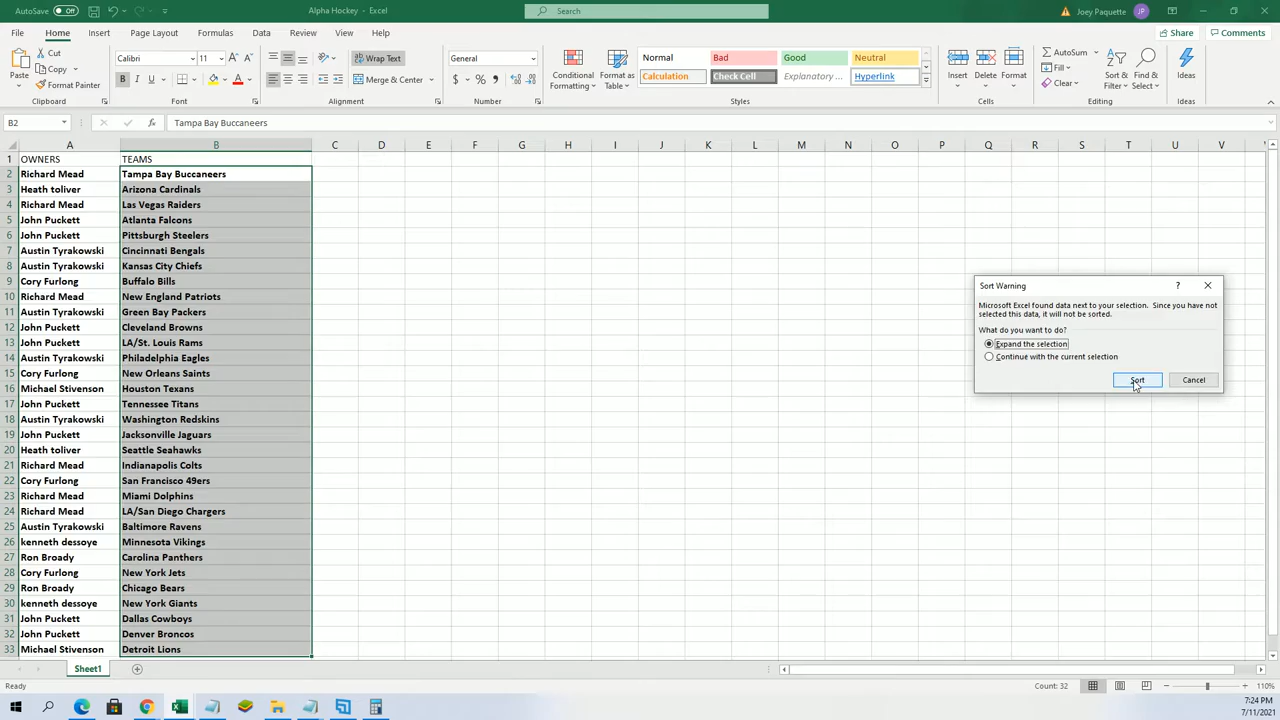 AutoSave Off Alpha Hockey - Excel Search Joey Paquette JP
File Home Insert Page Layout Formulas Data Review View Help Share Comments
Paste Cut Copy Format Painter Clipboard
Calibri 11 B I U A Font
Wrap Text Merge & Center Alignment
General $ % Number
Conditional Formatting Format as Table
Normal Bad Good Neutral
Calculation Check Cell Explanatory ... Hyperlink
Styles
Insert Delete Format Cells
AutoSum Fill Clear Sort & Filter Find & Select Editing
Ideas Ideas
B2 fx Tampa Bay Buccaneers
A B C D E F G H I J K L M N O P Q R S T U V
1 OWNERS TEAMS
2 Richard Mead Tampa Bay Buccaneers
3 Heath toliver Arizona Cardinals
4 Richard Mead Las Vegas Raiders
5 John Puckett Atlanta Falcons
6 John Puckett Pittsburgh Steelers
7 Austin Tyrakowski Cincinnati Bengals
8 Austin Tyrakowski Kansas City Chiefs
9 Cory Furlong Buffalo Bills
10 Richard Mead New England Patriots
11 Austin Tyrakowski Green Bay Packers
12 John Puckett Cleveland Browns
13 John Puckett LA/St. Louis Rams
14 Austin Tyrakowski Philadelphia Eagles
15 Cory Furlong New Orleans Saints
16 Michael Stivenson Houston Texans
17 John Puckett Tennessee Titans
18 Austin Tyrakowski Washington Redskins
19 John Puckett Jacksonville Jaguars
20 Heath toliver Seattle Seahawks
21 Richard Mead Indianapolis Colts
22 Cory Furlong San Francisco 49ers
23 Richard Mead Miami Dolphins
24 Richard Mead LA/San Diego Chargers
25 Austin Tyrakowski Baltimore Ravens
26 kenneth dessoye Minnesota Vikings
27 Ron Broady Carolina Panthers
28 Cory Furlong New York Jets
29 Ron Broady Chicago Bears
30 kenneth dessoye New York Giants
31 John Puckett Dallas Cowboys
32 John Puckett Denver Broncos
33 Michael Stivenson Detroit Lions
Sort Warning ?
Microsoft Excel found data next to your selection. Since you have not
selected this data, it will not be sorted.
What do you want to do?
Expand the selection
Continue with the current selection
Sort Cancel
Sheet1
Ready Count: 32 110%
7:24 PM
7/11/2021